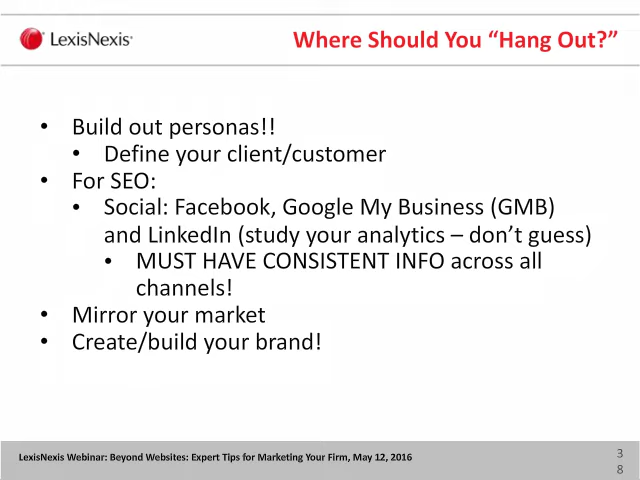 LexisNexis®
Where Should You “Hang Out?”
• Build out personas!!
• Define your client/customer
• For SEO:
• Social: Facebook, Google My Business (GMB)
and LinkedIn (study your analytics – don’t guess)
• MUST HAVE CONSISTENT INFO across all
channels!
• Mirror your market
• Create/build your brand!
LexisNexis Webinar: Beyond Websites: Expert Tips for Marketing Your Firm, May 12, 2016
3
8